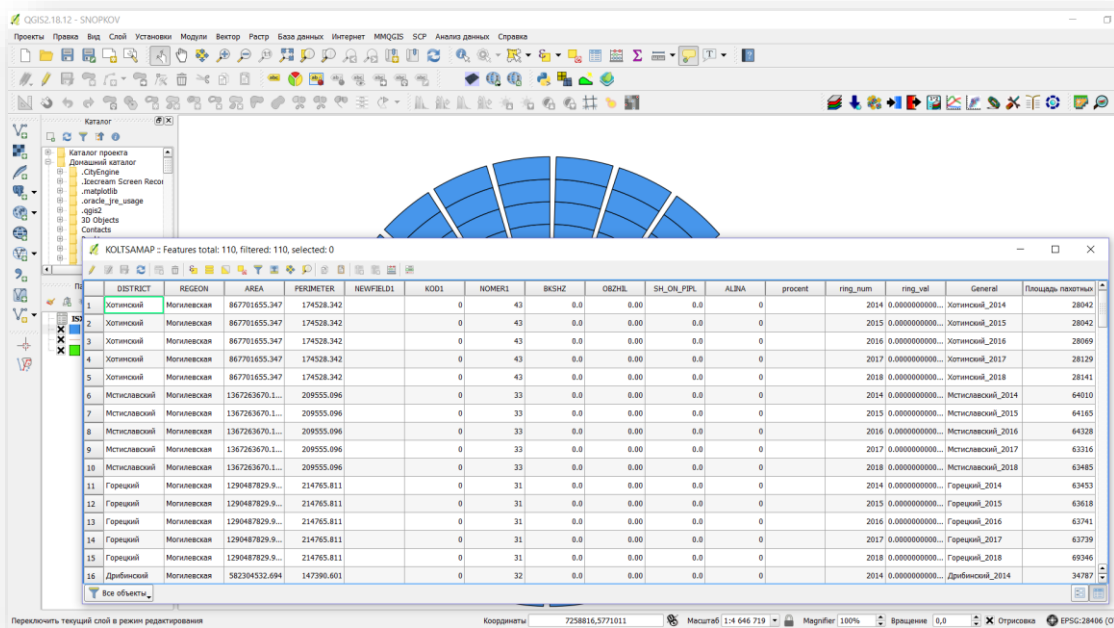 QGIS2.18.12 - SNOPKOV
Проекты Правка Вид Слой Установки Модули Вектор Растр База данных Интернет MMQGIS SCP Анализ данных Справка
Каталог
Каталог проекта
Домашний каталог
.CityEngine
.Icecream Screen Recor
.matplotlib
.oracle_jre_usage
.qgis2
3D Objects
Contacts
KOLTSAMAP :: Features total: 110, filtered: 110, selected: 0
DISTRICT REGEON AREA PERIMETER NEWFIELD1 KOD1 NOMER1 BKSHZ OBZHIL SH_ON_PIPL ALINA procent ring_num ring_val General Площадь пахотных
1 Хотинский Могилевская 867701655.347 174528.342 0 43 0.0 0.00 0.0 0 2014 0.0000000000... Хотинский_2014 28042
2 Хотинский Могилевская 867701655.347 174528.342 0 43 0.0 0.00 0.0 0 2015 0.0000000000... Хотинский_2015 28042
3 Хотинский Могилевская 867701655.347 174528.342 0 43 0.0 0.00 0.0 0 2016 0.0000000000... Хотинский_2016 28069
4 Хотинский Могилевская 867701655.347 174528.342 0 43 0.0 0.00 0.0 0 2017 0.0000000000... Хотинский_2017 28129
5 Хотинский Могилевская 867701655.347 174528.342 0 43 0.0 0.00 0.0 0 2018 0.0000000000... Хотинский_2018 28141
6 Мстиславский Могилевская 1367263670.1... 209555.096 0 33 0.0 0.00 0.0 0 2014 0.0000000000... Мстиславский_2014 64010
7 Мстиславский Могилевская 1367263670.1... 209555.096 0 33 0.0 0.00 0.0 0 2015 0.0000000000... Мстиславский_2015 64165
8 Мстиславский Могилевская 1367263670.1... 209555.096 0 33 0.0 0.00 0.0 0 2016 0.0000000000... Мстиславский_2016 64328
9 Мстиславский Могилевская 1367263670.1... 209555.096 0 33 0.0 0.00 0.0 0 2017 0.0000000000... Мстиславский_2017 63316
10 Мстиславский Могилевская 1367263670.1... 209555.096 0 33 0.0 0.00 0.0 0 2018 0.0000000000... Мстиславский_2018 63485
11 Горецкий Могилевская 1290487829.9... 214765.811 0 31 0.0 0.00 0.0 0 2014 0.0000000000... Горецкий_2014 63453
12 Горецкий Могилевская 1290487829.9... 214765.811 0 31 0.0 0.00 0.0 0 2015 0.0000000000... Горецкий_2015 63618
13 Горецкий Могилевская 1290487829.9... 214765.811 0 31 0.0 0.00 0.0 0 2016 0.0000000000... Горецкий_2016 63741
14 Горецкий Могилевская 1290487829.9... 214765.811 0 31 0.0 0.00 0.0 0 2017 0.0000000000... Горецкий_2017 63739
15 Горецкий Могилевская 1290487829.9... 214765.811 0 31 0.0 0.00 0.0 0 2018 0.0000000000... Горецкий_2018 69346
16 Дрибинский Могилевская 582304532.694 147390.601 0 32 0.0 0.00 0.0 0 2014 0.0000000000... Дрибинский_2014 34787
Все объекты
Переключить текущий слой в режим редактирования Координаты 7258816,5771011 Масштаб 1:4 646 719 Magnifier 100% Вращение 0,0 Отрисовка EPSG:28406 (O